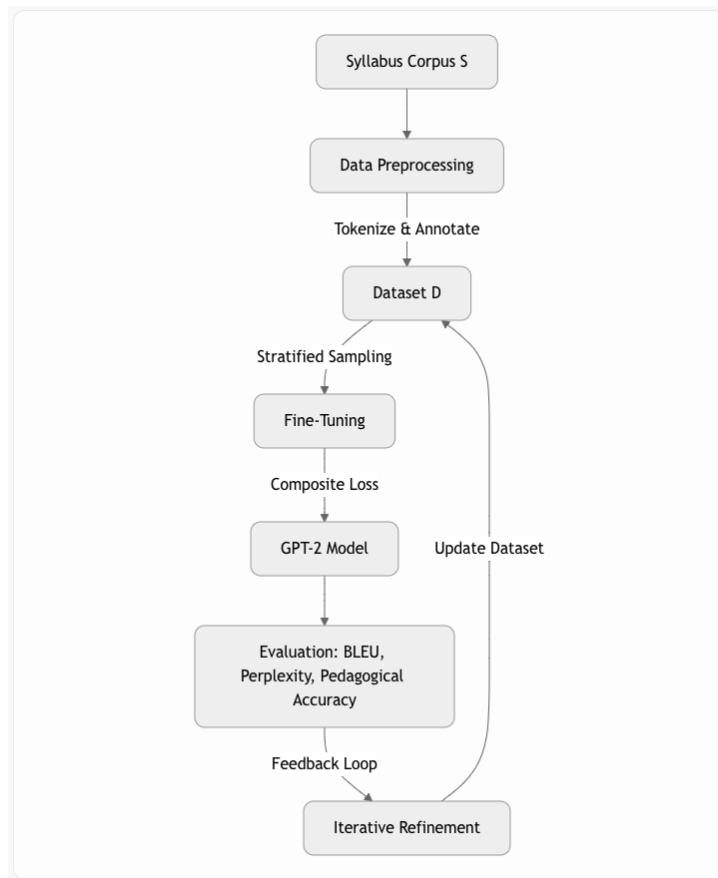 Syllabus Corpus S
Data Preprocessing
Tokenize & Annotate
Dataset D
Stratified Sampling
Fine-Tuning
Composite Loss
GPT-2 Model
Update Dataset
Evaluation: BLEU,
Perplexity, Pedagogical
Accuracy
Feedback Loop
Iterative Refinement